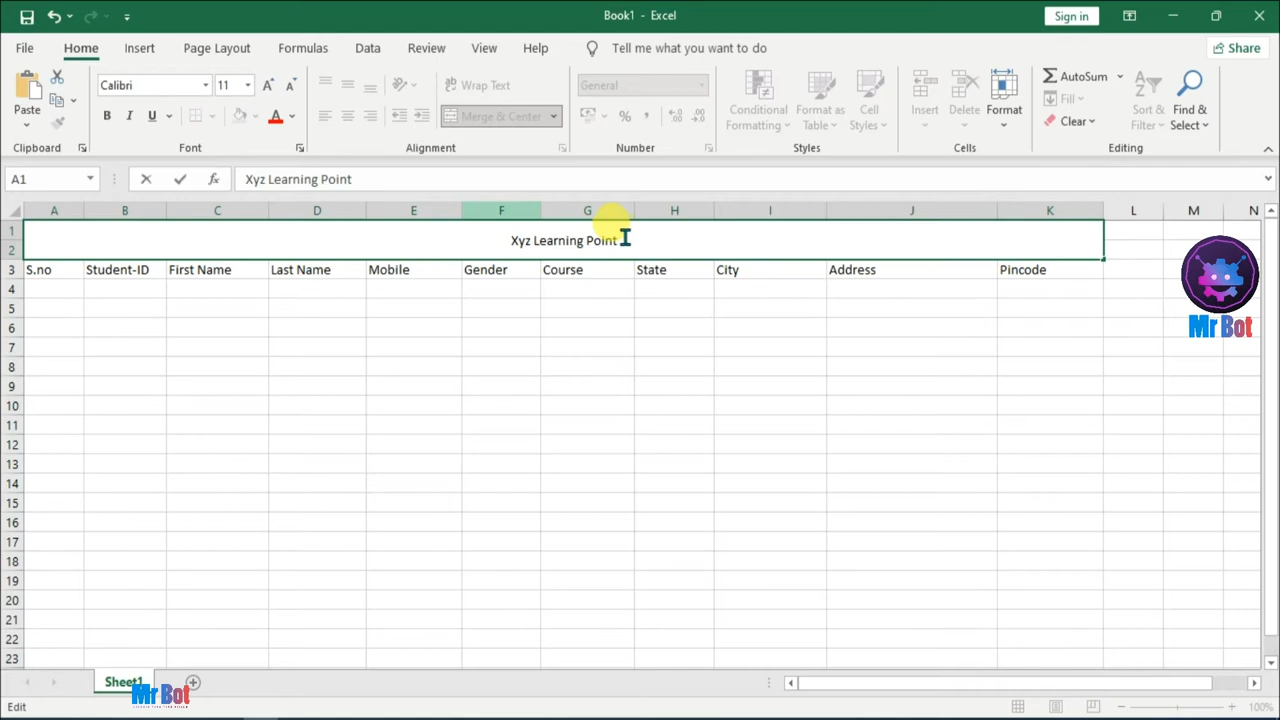 Book1 - Excel
Sign in
File Home Insert Page Layout Formulas Data Review View Help Tell me what you want to do Share
Calibri 11 Wrap Text General AutoSum
Paste B I U Merge & Center % Conditional Formatting Format as Table Cell Styles Insert Delete Format Fill Clear Sort & Filter Find & Select
Clipboard Font Alignment Number Styles Cells Editing
A1 fx Xyz Learning Point
A B C D E F G H I J K L M N
1 Xyz Learning Point
2
3 S.no Student-ID First Name Last Name Mobile Gender Course State City Address Pincode
4
5
6
7
8
9
10
11
12
13
14
15
16
17
18
19
20
21
22
23
Mr Bot
Sheet1
Mr Bot
Edit 100%